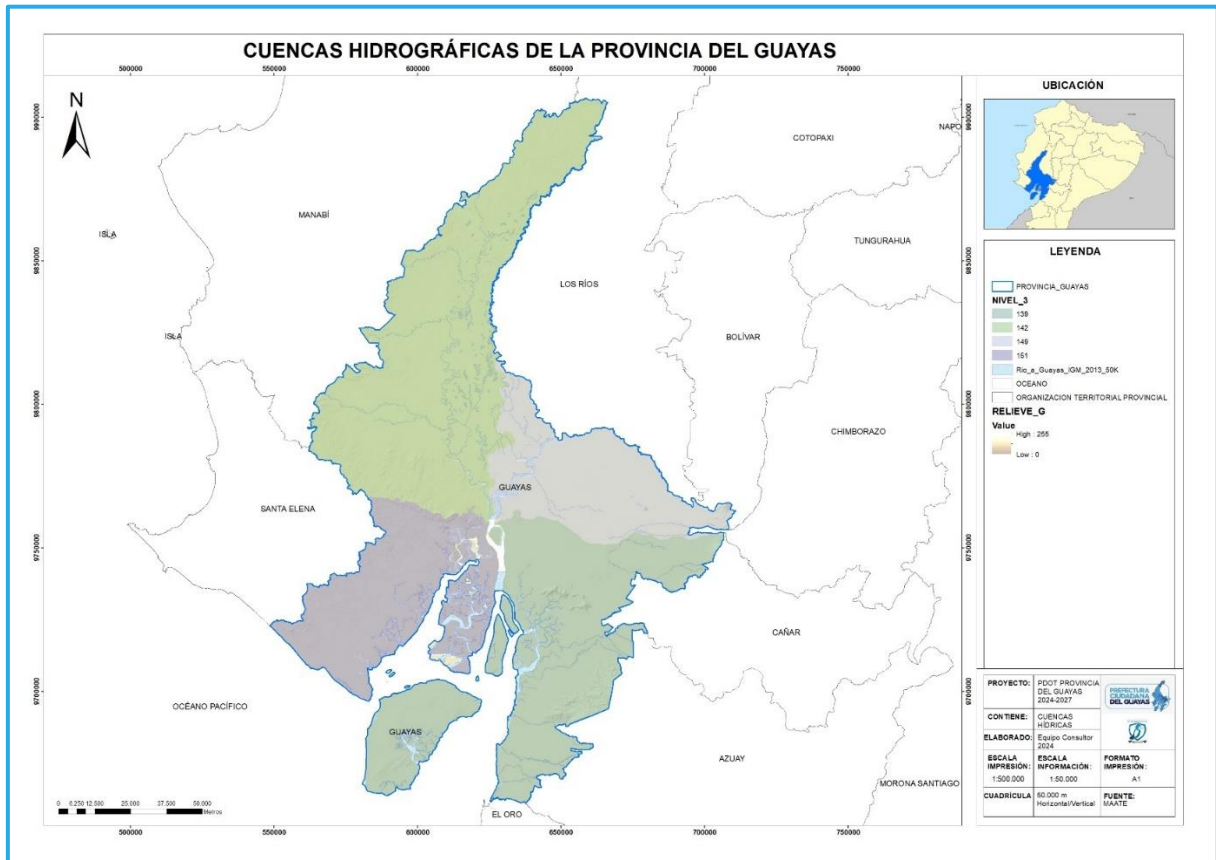 CUENCAS HIDROGRÁFICAS DE LA PROVINCIA DEL GUAYAS
500000 550000 600000 650000 700000 750000
N
9900000 9900000
9850000 9850000
9800000 9800000
9750000 9750000
9700000 9700000
COTOPAXI
NAPO
MANABÍ
ISLA
TUNGURAHUA
LOS RÍOS
ISLA
BOLÍVAR
CHIMBORAZO
GUAYAS
SANTA ELENA
CAÑAR
OCÉANO PACÍFICO
GUAYAS
AZUAY
MORONA SANTIAGO
EL ORO
0 6.250 12.500 25.000 37.500 50.000
Metros
500000 550000 600000 650000 700000 750000
UBICACIÓN
LEYENDA
PROVINCIA_GUAYAS
NIVEL_3
139
142
149
151
Rio_a_Guayas_IGM_2013_50K
OCEANO
ORGANIZACION TERRITORIAL PROVINCIAL
RELIEVE_G
Value
High : 255
Low : 0
PROYECTO: PDOT PROVINCIA
DEL GUAYAS
2024-2027
PREFECTURA
CIUDADANA
DEL GUAYAS
CONTIENE: CUENCAS
HÍDRICAS
ELABORADO: Equipo Consultor
2024
ESCALA IMPRESIÓN: 1:500.000
ESCALA INFORMACIÓN: 1:50.000
FORMATO IMPRESIÓN: A1
CUADRÍCULA 50.000 m
Horizontal/Vertical
FUENTE:
MAATE